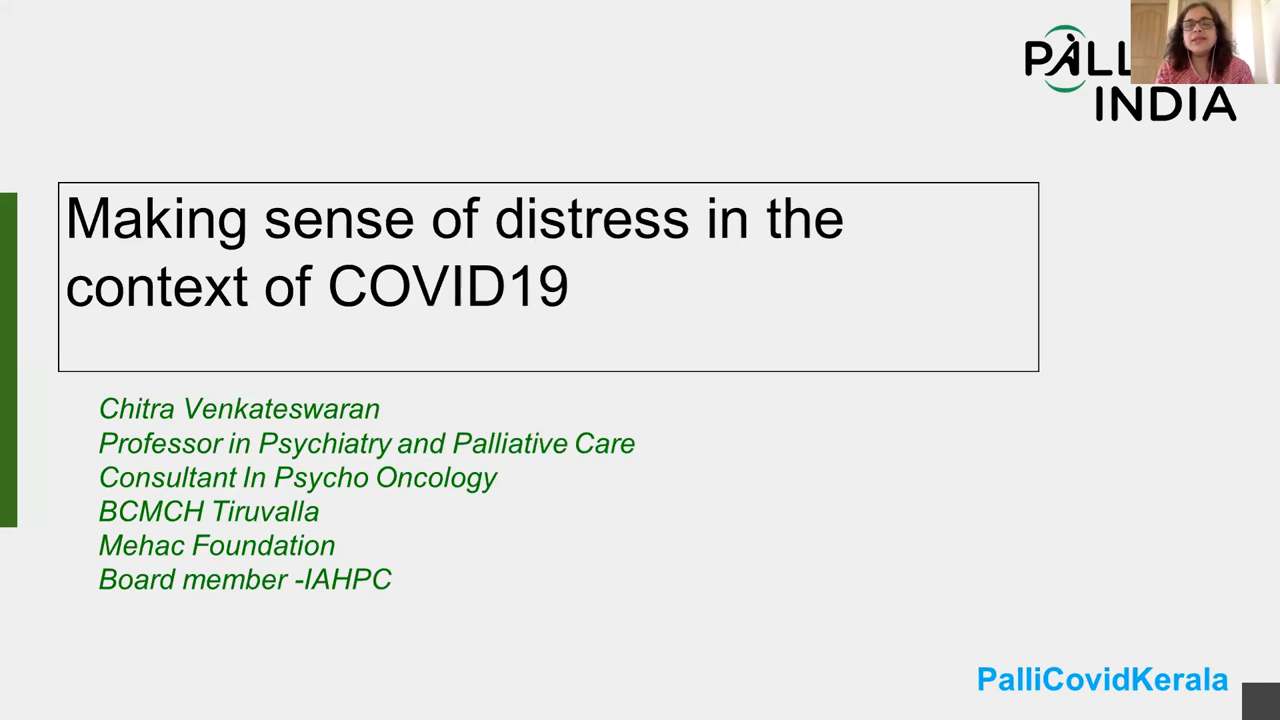 PALL
INDIA
Making sense of distress in the
context of COVID19
Chitra Venkateswaran
Professor in Psychiatry and Palliative Care
Consultant In Psycho Oncology
BCMCH Tiruvalla
Mehac Foundation
Board member -IAHPC
PalliCovidKerala